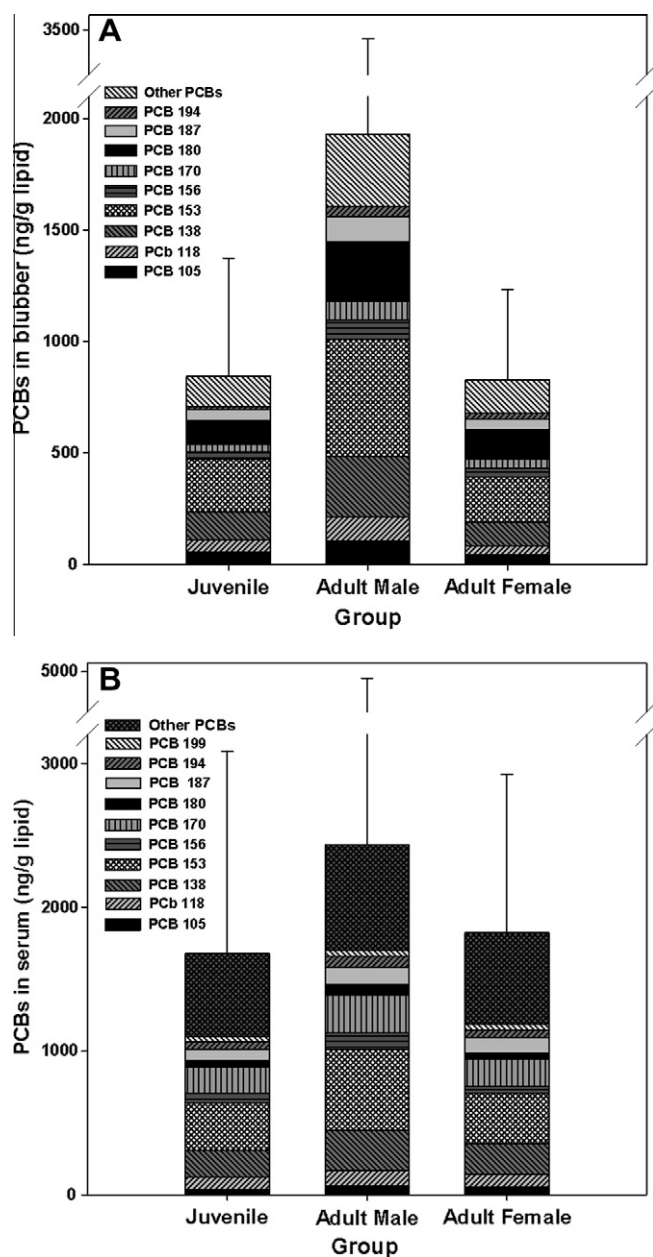 A
PCBs in blubber (ng/g lipid)
3500
2000
1500
1000
500
0
Other PCBs
PCB 194
PCB 187
PCB 180
PCB 170
PCB 156
PCB 153
PCB 138
PCb 118
PCB 105
Juvenile Adult Male Adult Female
Group
B
PCBs in serum (ng/g lipid)
5000
3000
2000
1000
0
Other PCBs
PCB 199
PCB 194
PCB 187
PCB 180
PCB 170
PCB 156
PCB 153
PCB 138
PCb 118
PCB 105
Juvenile Adult Male Adult Female
Group